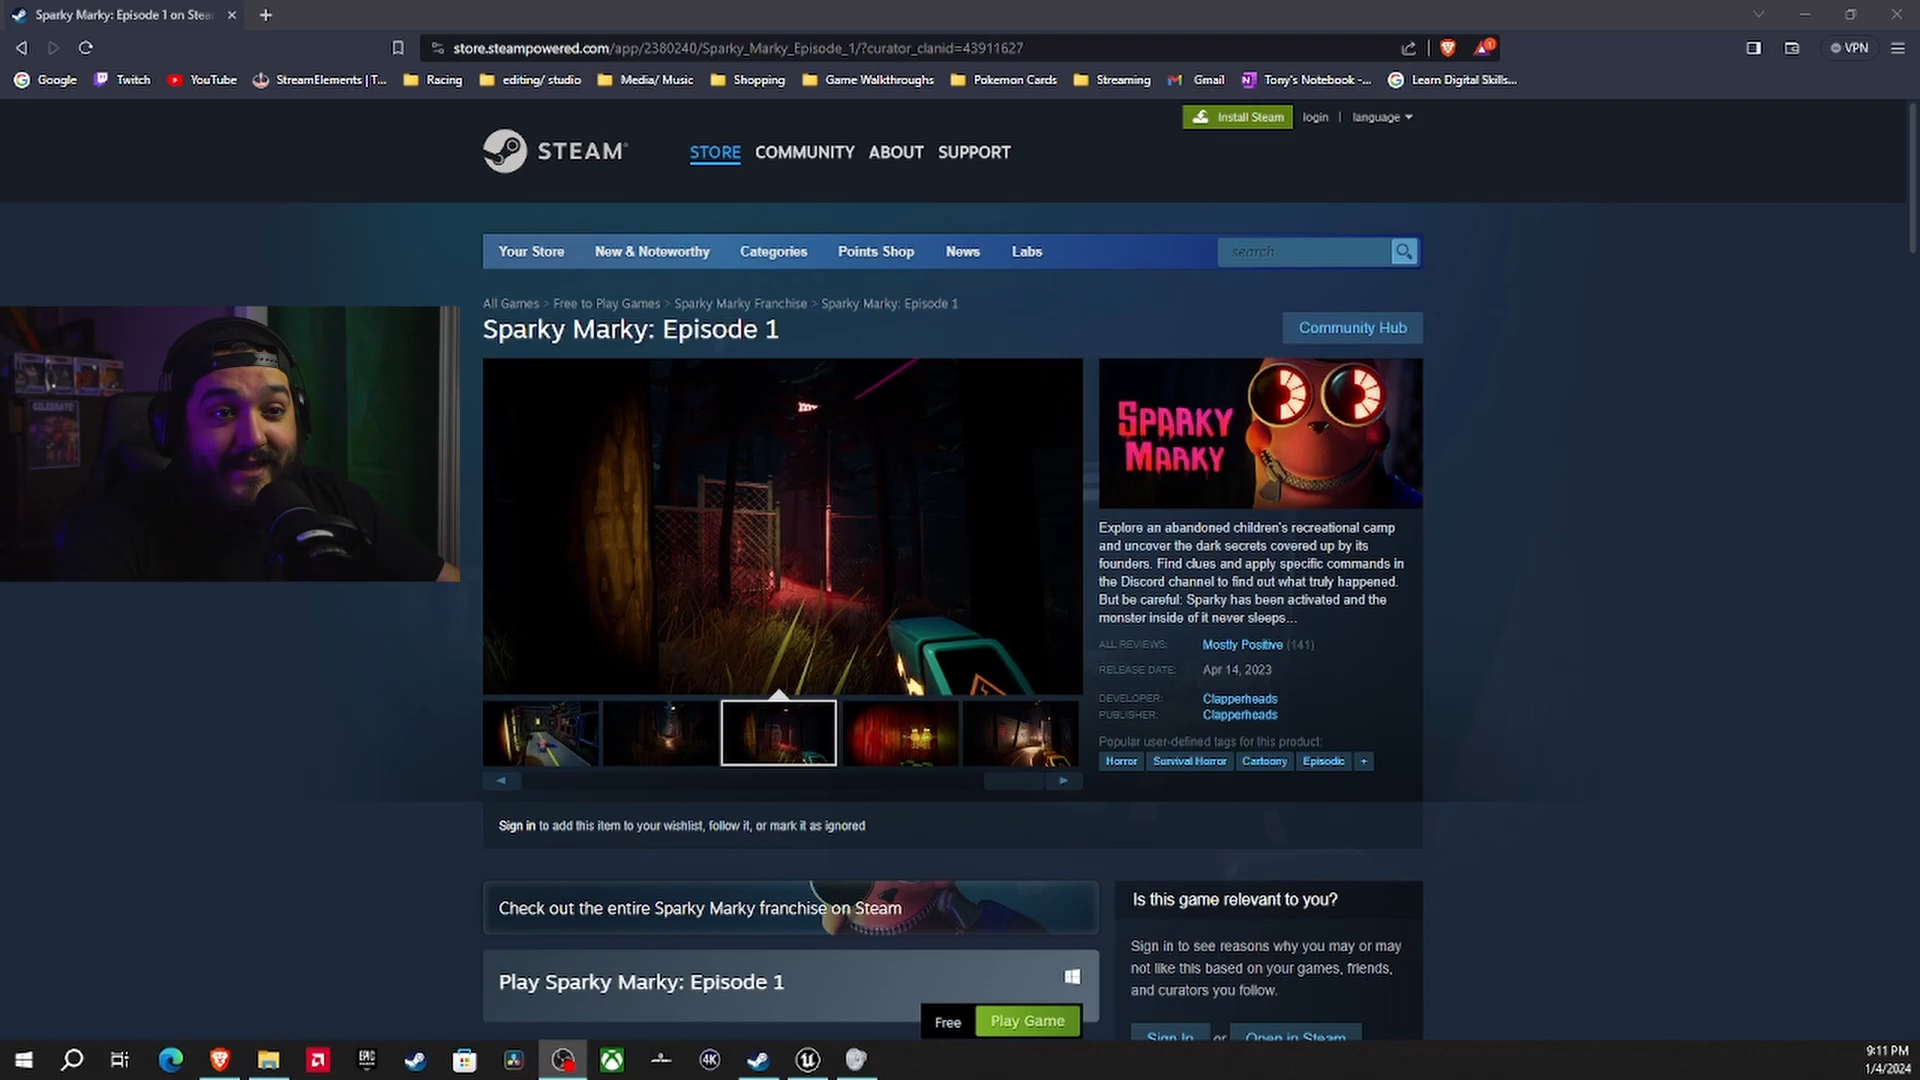 Sparky Marky: Episode 1 on Stea
store.steampowered.com/app/2380240/Sparky_Marky_Episode_1/?curator_clanid=43911627
VPN
Google
Twitch
YouTube
StreamElements | T...
Racing
editing/ studio
Media/ Music
Shopping
Game Walkthroughs
Pokemon Cards
Streaming
Gmail
Tony's Notebook -...
Learn Digital Skills...
Install Steam
login
|
language
STEAM
STORE
COMMUNITY
ABOUT
SUPPORT
Your Store
New & Noteworthy
Categories
Points Shop
News
Labs
search
All Games > Free to Play Games > Sparky Marky Franchise > Sparky Marky: Episode 1
Sparky Marky: Episode 1
Community Hub
CELEBRATE!
SPARKY
MARKY
Explore an abandoned children's recreational camp
and uncover the dark secrets covered up by its
founders. Find clues and apply specific commands in
the Discord channel to find out what truly happened.
But be careful: Sparky has been activated and the
monster inside of it never sleeps...
ALL REVIEWS: Mostly Positive (141)
RELEASE DATE: Apr 14, 2023
DEVELOPER: Clapperheads
PUBLISHER: Clapperheads
Popular user-defined tags for this product:
Horror
Survival Horror
Cartoony
Episodic
+
Sign in to add this item to your wishlist, follow it, or mark it as ignored
Check out the entire Sparky Marky franchise on Steam
Is this game relevant to you?
Sign in to see reasons why you may or may
not like this based on your games, friends,
and curators you follow.
Sign In or Open in Steam
Play Sparky Marky: Episode 1
Free
Play Game
EPIC
4K
9:11 PM
1/4/2024